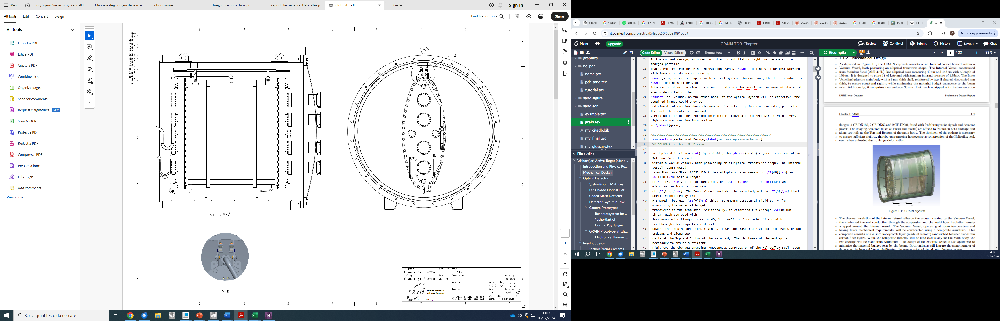 Menu
Cryogenic Systems by Randall F. ...
Manuale degli organi delle macc...
Introduzione
disegni_vacuum_tank.pdf
Report_Techenetics_Helicoflex.p...
ulq8fb4z.pdf
Create
Sign in
All tools
Edit
Convert
E-Sign
Find text or tools
Share
All tools
Export a PDF
Edit a PDF
Create a PDF
Combine files
Organize pages
Send for comments
Request e-signatures NEW
Scan & OCR
Protect a PDF
Redact a PDF
Compress a PDF
Prepare a form
Fill & Sign
Add comments
View more
1 2 3 4 5 6 7 8 9
F
E
D
C
B
A
A
SECTION A-A
A(1:5)
Designed by
Gianluigi Piazza
Signature
Project
GRAIN
Draft by
Gianluigi Piazza
Date
28/11/24
Description
Quantity
0.000
Material
Gen. surf. finish
0.000
Treatment
Scale
1:10
Mass [kg]
0.00
Frm.
A2
INFN
Istituto Nazionale
di Fisica Nucleare
Sezione di Bologna
Technical Drawings ISO 8015
Gen. Tol. UNI-EN 22768/2-mK
Draft code:
ASSEMBLY_PRELIMINARY_GRAIN
Rev.
1
1 2 3 4 5 6 7 8 9
A2
1
4
Scrivi qui il testo da cercare.
14:17
06/12/2024
Spesso
trapan
Spotif
differe
Formu
Profili
gas pe
cuscin
Techn
pdf.pd
Abi_20
2022/
2022/
2022/
dilata:
dilata:
cryoge
Policlo
G
it.overleaf.com/project/65f54a56c50f03be1091b559
Termina aggiornamento
Menu
Upgrade
GRAIN-TDR-Chapter
Review
Condividi
Submit
History
Layout
Chat
Code Editor
Visual Editor
Normal text
Ricompila
14
8 / 30
83%
graphics
nd-pdr
name.tex
pdr-sand.tex
tutorial.tex
sand-figure
sand-tdr
example.tex
grain.tex
my_citedb.bib
my_final.tex
my_glossary.tex
File outline
\dshort{lar} Active Target (\dsho...
Introduction and Physics Re...
Mechanical Design
Optical Detector
\dshort{sipm} Matrices
Lens-based Optical Det...
Coded Mask Detector
Detector Layout in \dw...
Camera Prototypes
Readout system for ...
\dshort{artic}
Cosmic Ray Tagger
GRAIN Prototype at \ds...
Electronics Thermo-...
Readout System
\dshort{grain} Camera R
22 In the current design, in order to collect scintillation light for reconstructing
charged particle
23 tracks emitted from neutrino interaction events, \dshort{grain} will be instrumented
with innovative detectors made by
24 \dword{sipm} matrices coupled with optical systems. On one hand, the light readout in
\dshort{grain} will provide
25 information about the time of the event and the calorimetric measurement of the total
energy deposited in the
26 \dshort{lar} volume, on the other hand, if the optical system will be effective, the
acquired images could provide
27 additional information about the number of tracks of primary or secondary particles,
the particle identification and
28 vertex position of the neutrino interaction allowing us to reconstruct with a very
high accuracy neutrino interactions
29 in \dshort{grain}.
30
31 %%%%%%%%%%%%%%%%%%%%%%%%%%%%%%%%%%%%%%%%%%%%%%%%%%%%%%%%%%%%
32 \subsection{Mechanical Design}\label{sec:sand-grain-mechanics}
33 %% BOLOGNA, author: G. Piazza
34
35 As depicted in Figure~\ref{fig:grain3d}, the \dshort{grain} cryostat consists of an
Internal Vessel housed
36 within a Vacuum Vessel, both possessing an elliptical transverse shape. The Internal
Vessel, constructed
37 from Stainless Steel (AISI 316L), has elliptical axes measuring \SI{49}{\cm} and
\SI{148}{\cm} with a length
38 of \SI{150}{\cm}. It is designed to store \SI{1}{\tonne} of \dshort{lar} and
withstand an internal pressure
39 of \SI{1.5}{\bar}. The Inner Vessel includes the main body with a \SI{6}{\mm} thick
shell, reinforced by two
40 H-shaped ribs, each \SI{6}{\mm} thick, to ensure structural rigidity while
minimizing the material budget
41 transverse to the beam axis. Additionally, it comprises two endcaps \SI{30}{mm}
thick, each equipped with
42 instrumentation flanges: 4 CF-DN160, 2 CF-DN63 and 2 CF-DN40, fitted with
feedthroughs for signals and detector
43 power. The imaging detectors (such as lenses and masks) are affixed to frames on both
endcaps and along two
44 rails at the Top and Bottom of the main body. The thickness of the endcap is
necessary to ensure sufficient
45 rigidity, thereby guaranteeing homogeneous compression of the Helicoflex seal, even
1.1.2 Mechanical Design
As depicted in Figure 1.1, the GRAIN cryostat consists of an Internal Vessel housed within a
Vacuum Vessel, both possessing an elliptical transverse shape. The Internal Vessel, constructed
from Stainless Steel (AISI 316L), has elliptical axes measuring 49 cm and 148 cm with a length of
150 cm. It is designed to store 1 t of LAr and withstand an internal pressure of 1.5 bar. The Inner
Vessel includes the main body with a 6 mm thick shell, reinforced by two H-shaped ribs, each 6 mm
thick, to ensure structural rigidity while minimizing the material budget transverse to the beam
axis. Additionally, it comprises two endcaps 30 mm thick, each equipped with instrumentation
DUNE Near Detector
Preliminary Design Report
Chapter 1: SAND
1–2
1 flanges: 4 CF-DN160, 2 CF-DN63 and 2 CF-DN40, fitted with feedthroughs for signals and detector
2 power. The imaging detectors (such as lenses and masks) are affixed to frames on both endcaps and
3 along two rails at the Top and Bottom of the main body. The thickness of the endcap is necessary
4 to ensure sufficient rigidity, thereby guaranteeing homogeneous compression of the Helicoflex seal,
5 even when unloaded due to flange deformation.
Figure 1.1: GRAIN cryostat
6 The thermal insulation of the Internal Vessel relies on the vacuum created by the Vacuum Vessel,
7 the minimized thermal conduction through the suspension and the multi layer insulation loosely
8 wrapped around the internal vessel. The Vacuum Vessel, operating at room temperature and
9 having fewer mechanical requirements, will be constructed using a composite structure. This
10 composite consists of a 40 mm honeycomb layer (made of Nomex) sandwiched between two 6 mm
11 carbon fiber layers. While the composite material will be used exclusively for the Main body, the
12 two endcaps will be made from Aluminum. The design of the external vessel is also optimized to
13 minimize the material budget seen by the beam. Both endcaps will feature the same number of
14:17
06/12/2024